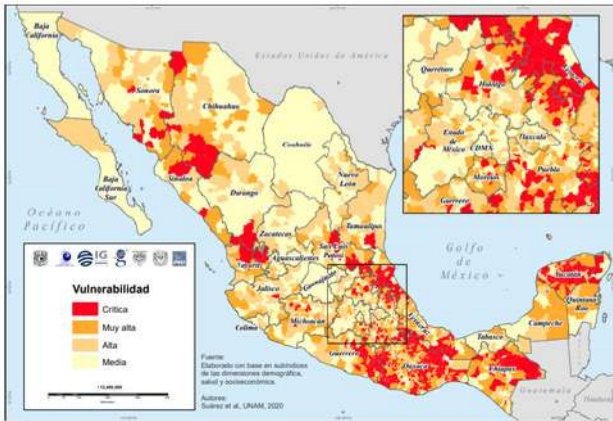 Baja
California
Estados Unidos de América
Sonora
Chihuahua
Coahuila
Baja
California
Sur
Sinaloa
Durango
Nuevo
León
Tamaulipas
Zacatecas
San Luis
Potosí
Aguascalientes
Nayarit
Guanajuato
Jalisco
Colima
Michoacán
Guerrero
Oaxaca
Veracruz
Tabasco
Chiapas
Campeche
Yucatán
Quintana
Roo
Guatemala
Océano
Pacífico
Golfo
de
México
Querétaro
Hidalgo
Estado
de
México
CDMX
Tlaxcala
Morelos
Puebla
Guerrero
IG
Vulnerabilidad
Crítica
Muy alta
Alta
Media
Fuente:
Elaborado con base en subíndices
de las dimensiones demográfica,
salud y socioeconómica.
Autores:
Suárez et al., UNAM, 2020